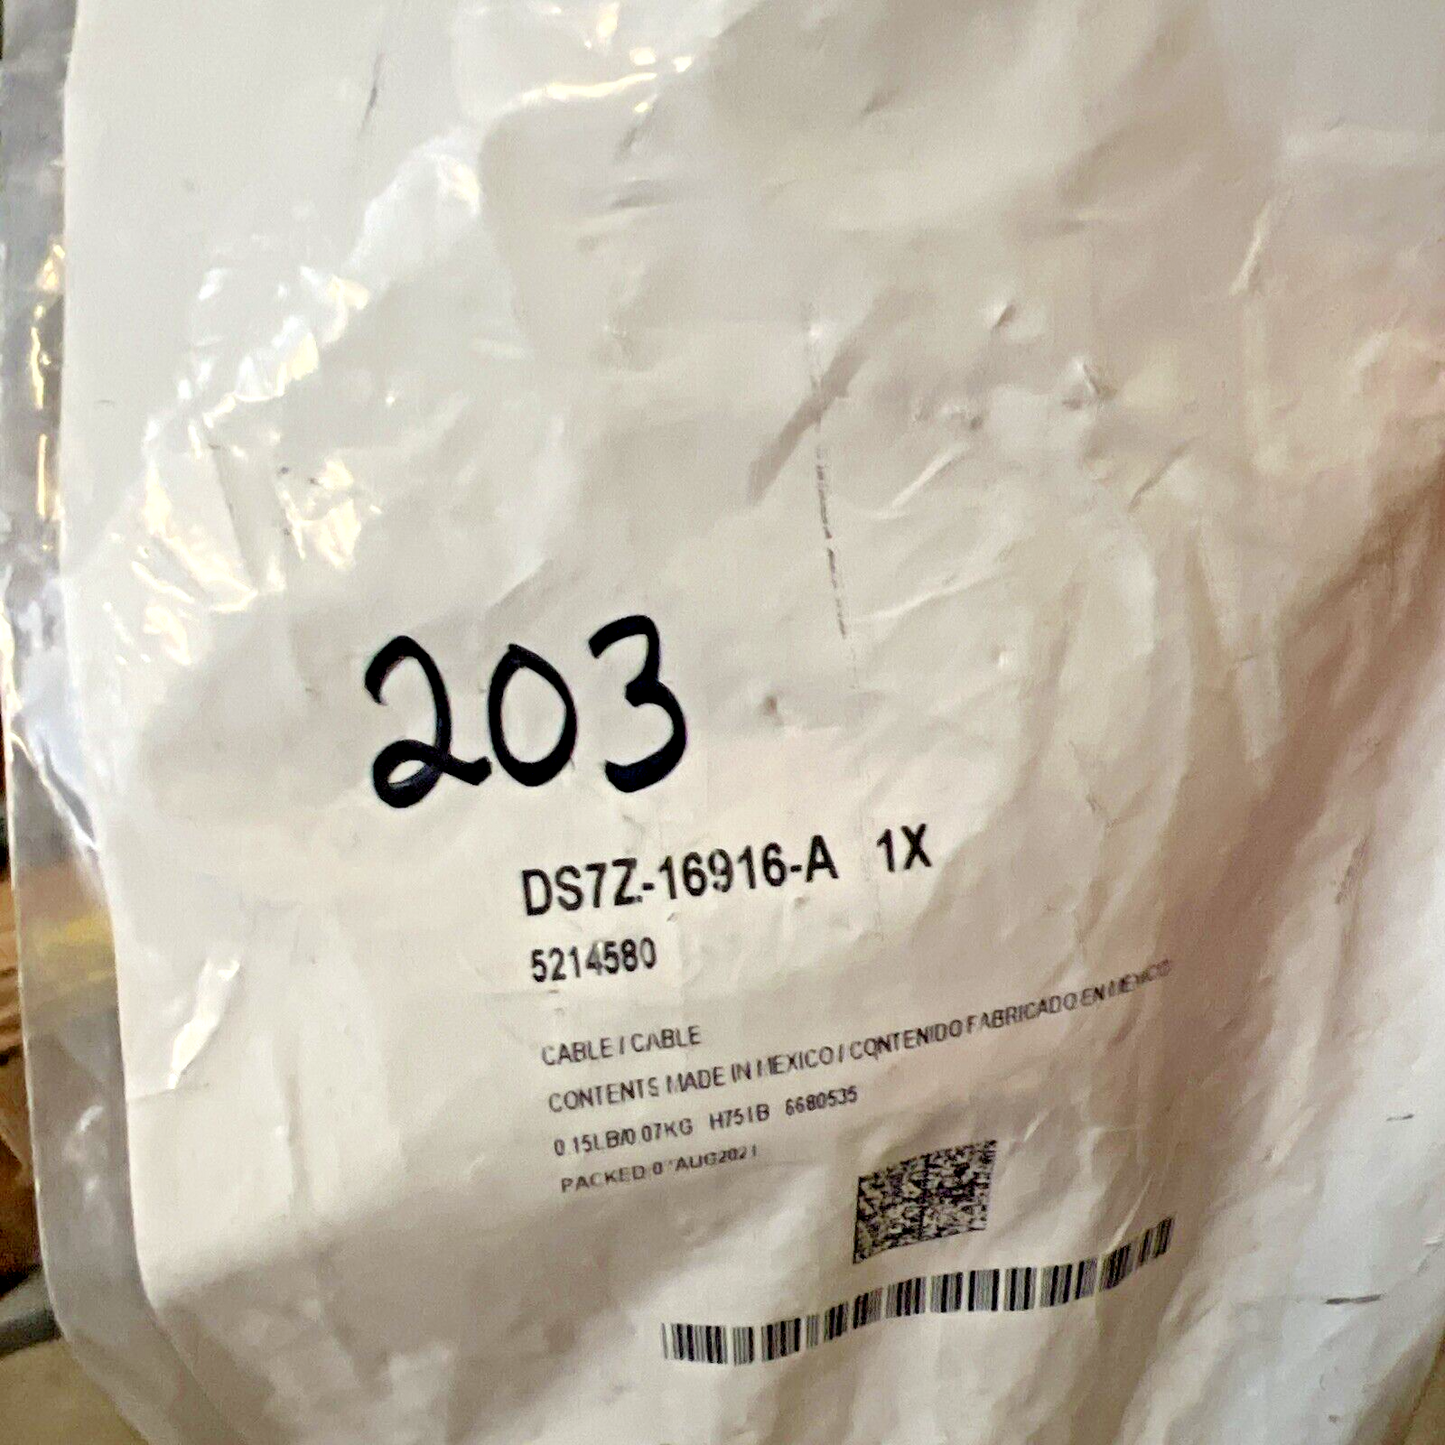 203
DS7Z-16916-A 1X
5214580
CABLE / CABLE
CONTENTS MADE IN MEXICO / CONTENIDO FABRICADO EN MEXICO
0.15LB/0.07KG H751B 6680535